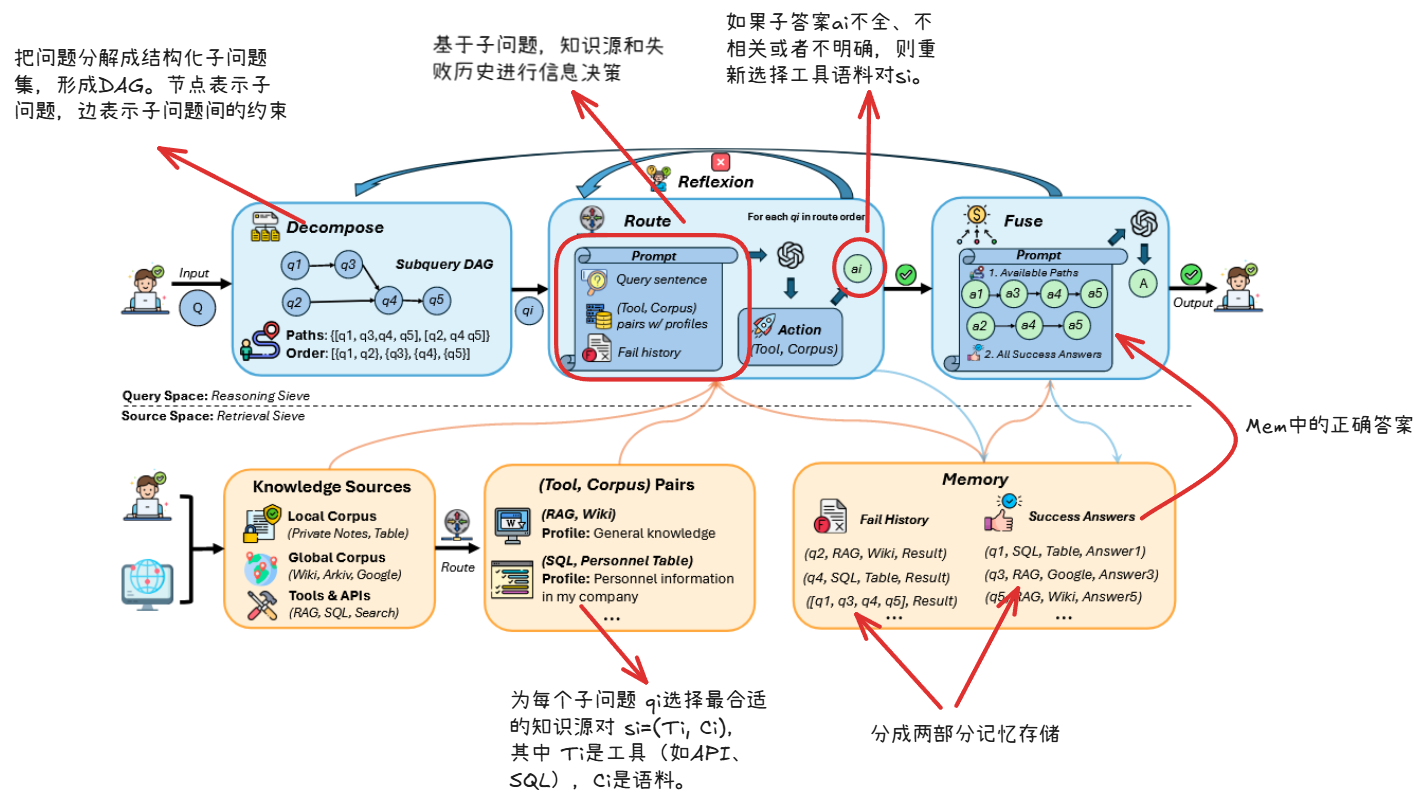 把问题分解成结构化子问题
集，形成DAG。节点表示子
问题，边表示子问题间的约束
基于子问题，知识源和失
败历史进行信息决策
如果子答案ai不全、不
相关或者不明确，则重
新选择工具语料对si。
Input
Q
Decompose
q1
q3
q2
q4
q5
Subquery DAG
Paths: {[q1, q3,q4, q5], [q2, q4 q5]}
Order: [{q1, q2}, {q3}, {q4}, {q5}]
qi
Reflexion
Route
For each qi in route order
Prompt
Query sentence
(Tool, Corpus)
pairs w/ profiles
Fail history
ai
Action
(Tool, Corpus)
Fuse
Prompt
1. Available Paths
a1
a3
a4
a5
a2
a4
a5
2. All Success Answers
A
Output
Query Space: Reasoning Sieve
Source Space: Retrieval Sieve
Mem中的正确答案
Knowledge Sources
Local Corpus
(Private Notes, Table)
Global Corpus
(Wiki, Arkiv, Google)
Tools & APIs
(RAG, SQL, Search)
Route
(Tool, Corpus) Pairs
(RAG, Wiki)
Profile: General knowledge
(SQL, Personnel Table)
Profile: Personnel information
in my company
...
Memory
Fail History
(q2, RAG, Wiki, Result)
(q4, SQL, Table, Result)
([q1, q3, q4, q5], Result)
...
Success Answers
(q1, SQL, Table, Answer1)
(q3, RAG, Google, Answer3)
(q5, RAG, Wiki, Answer5)
...
为每个子问题 qi选择最合适
的知识源对 si=(Ti, Ci),
其中 Ti是工具（如API、
SQL），Ci是语料。
分成两部分记忆存储